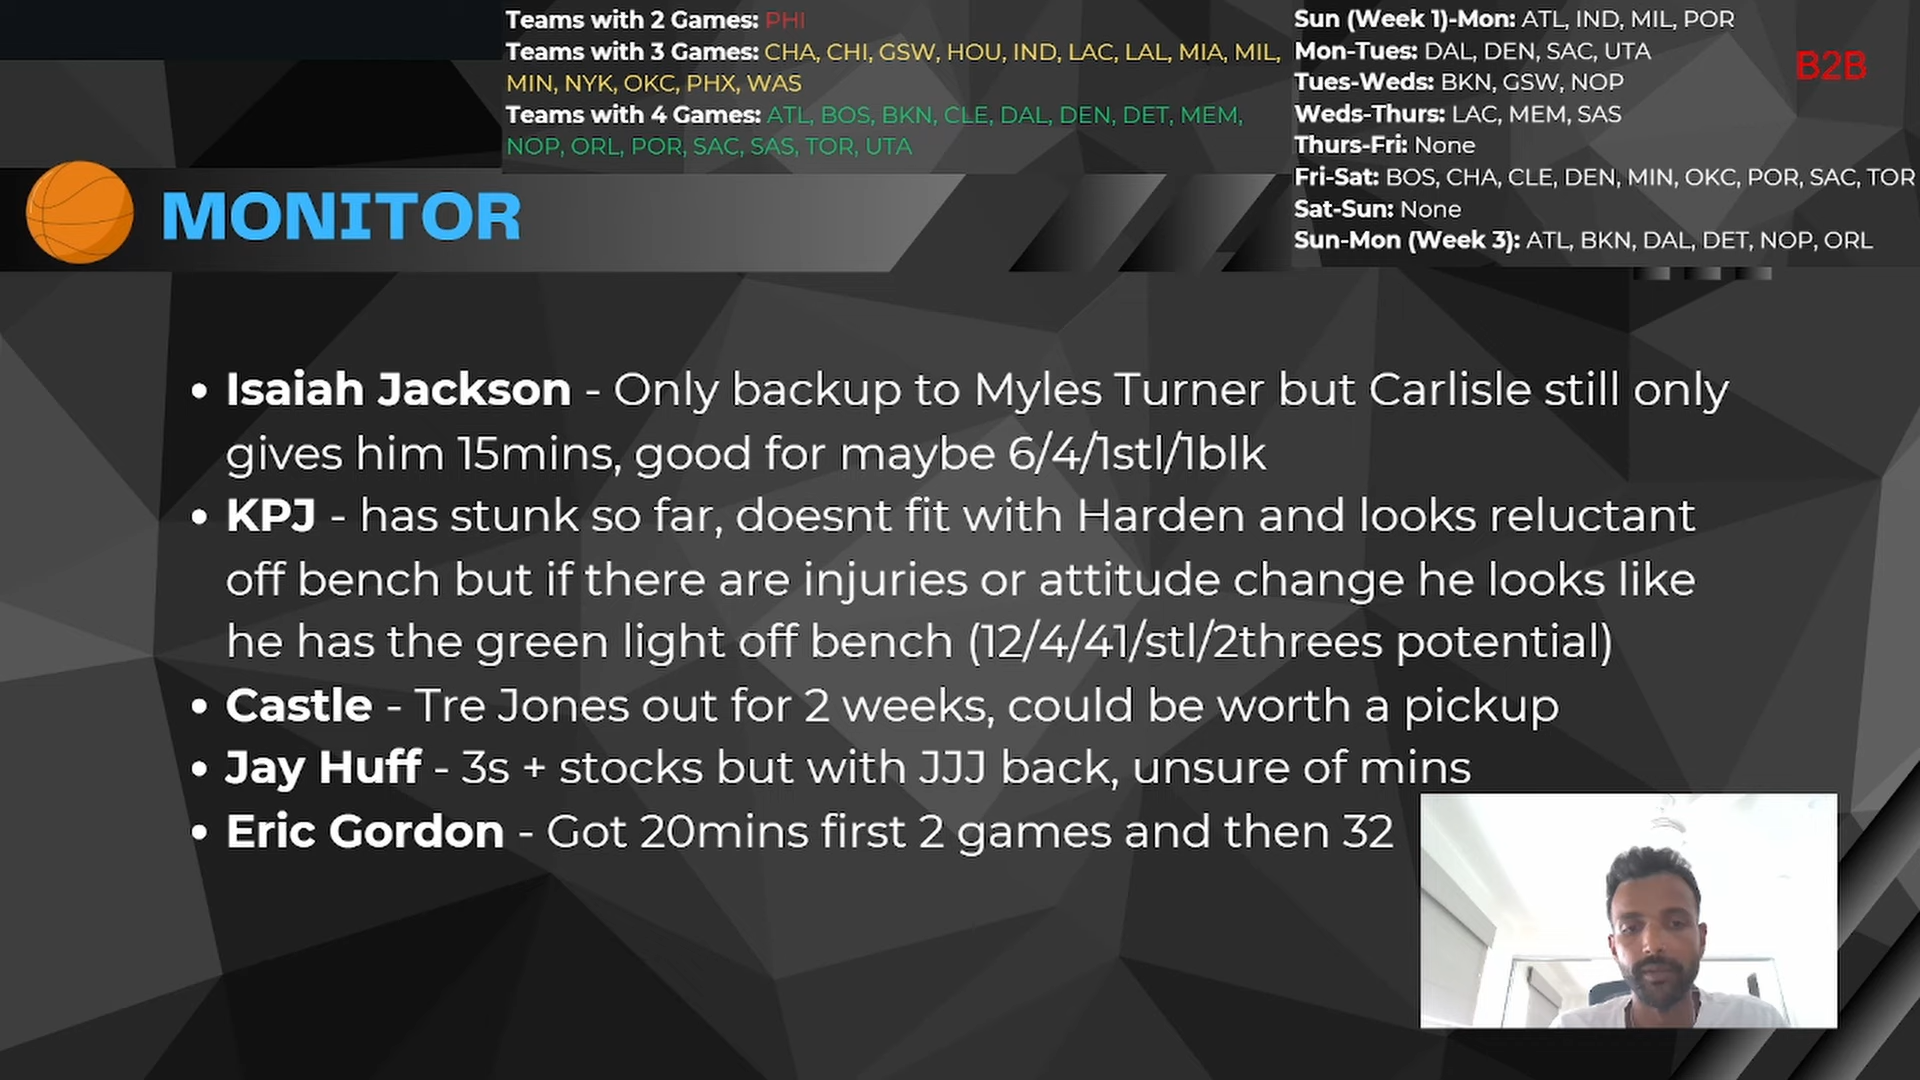 Teams with 2 Games: PHI
Teams with 3 Games: CHA, CHI, GSW, HOU, IND, LAC, LAL, MIA, MIL,
MIN, NYK, OKC, PHX, WAS
Teams with 4 Games: ATL, BOS, BKN, CLE, DAL, DEN, DET, MEM,
NOP, ORL, POR, SAC, SAS, TOR, UTA
Sun (Week 1)-Mon: ATL, IND, MIL, POR
Mon-Tues: DAL, DEN, SAC, UTA
Tues-Weds: BKN, GSW, NOP
Weds-Thurs: LAC, MEM, SAS
Thurs-Fri: None
Fri-Sat: BOS, CHA, CLE, DEN, MIN, OKC, POR, SAC, TOR
Sat-Sun: None
Sun-Mon (Week 3): ATL, BKN, DAL, DET, NOP, ORL
B2B
MONITOR
• Isaiah Jackson - Only backup to Myles Turner but Carlisle still only
gives him 15mins, good for maybe 6/4/1stl/1blk
• KPJ - has stunk so far, doesnt fit with Harden and looks reluctant
off bench but if there are injuries or attitude change he looks like
he has the green light off bench (12/4/41/stl/2threes potential)
• Castle - Tre Jones out for 2 weeks, could be worth a pickup
• Jay Huff - 3s + stocks but with JJJ back, unsure of mins
• Eric Gordon - Got 20mins first 2 games and then 32